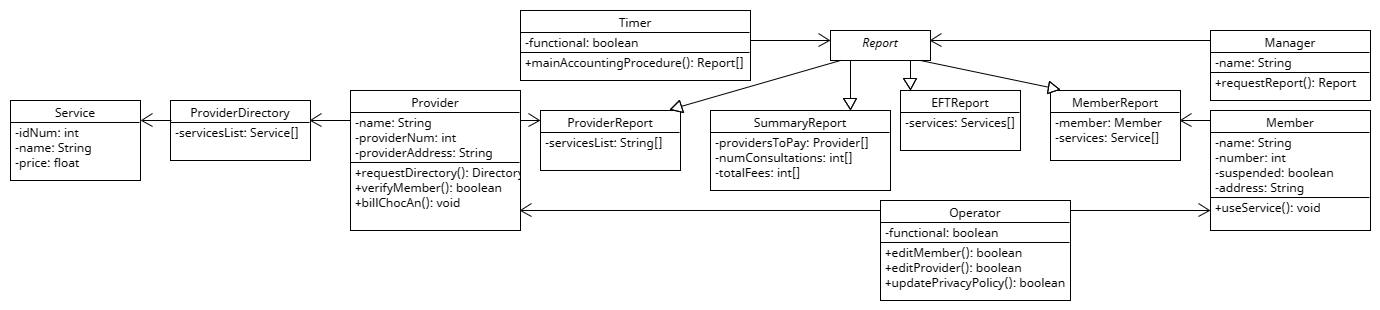 Timer
-functional: boolean
+mainAccountingProcedure(): Report[]
Report
Manager
-name: String
+requestReport(): Report
Service
-idNum: int
-name: String
-price: float
ProviderDirectory
-servicesList: Service[]
Provider
-name: String
-providerNum: int
-providerAddress: String
+requestDirectory(): Directory
+verifyMember(): boolean
+billChocAn(): void
ProviderReport
-servicesList: String[]
SummaryReport
-providersToPay: Provider[]
-numConsultations: int[]
-totalFees: int[]
EFTReport
-services: Services[]
MemberReport
-member: Member
-services: Service[]
Member
-name: String
-number: int
-suspended: boolean
-address: String
+useService(): void
Operator
-functional: boolean
+editMember(): boolean
+editProvider(): boolean
+updatePrivacyPolicy(): boolean